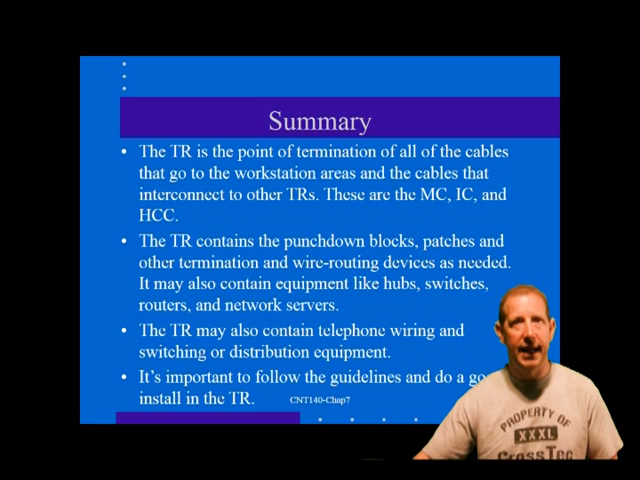 Summary
• The TR is the point of termination of all of the cables
that go to the workstation areas and the cables that
interconnect to other TRs. These are the MC, IC, and
HCC.
• The TR contains the punchdown blocks, patches and
other termination and wire-routing devices as needed.
It may also contain equipment like hubs, switches,
routers, and network servers.
• The TR may also contain telephone wiring and
switching or distribution equipment.
• It's important to follow the guidelines and do a go
install in the TR.
CNT140-Chap7
PROPERTY OF
XXXL